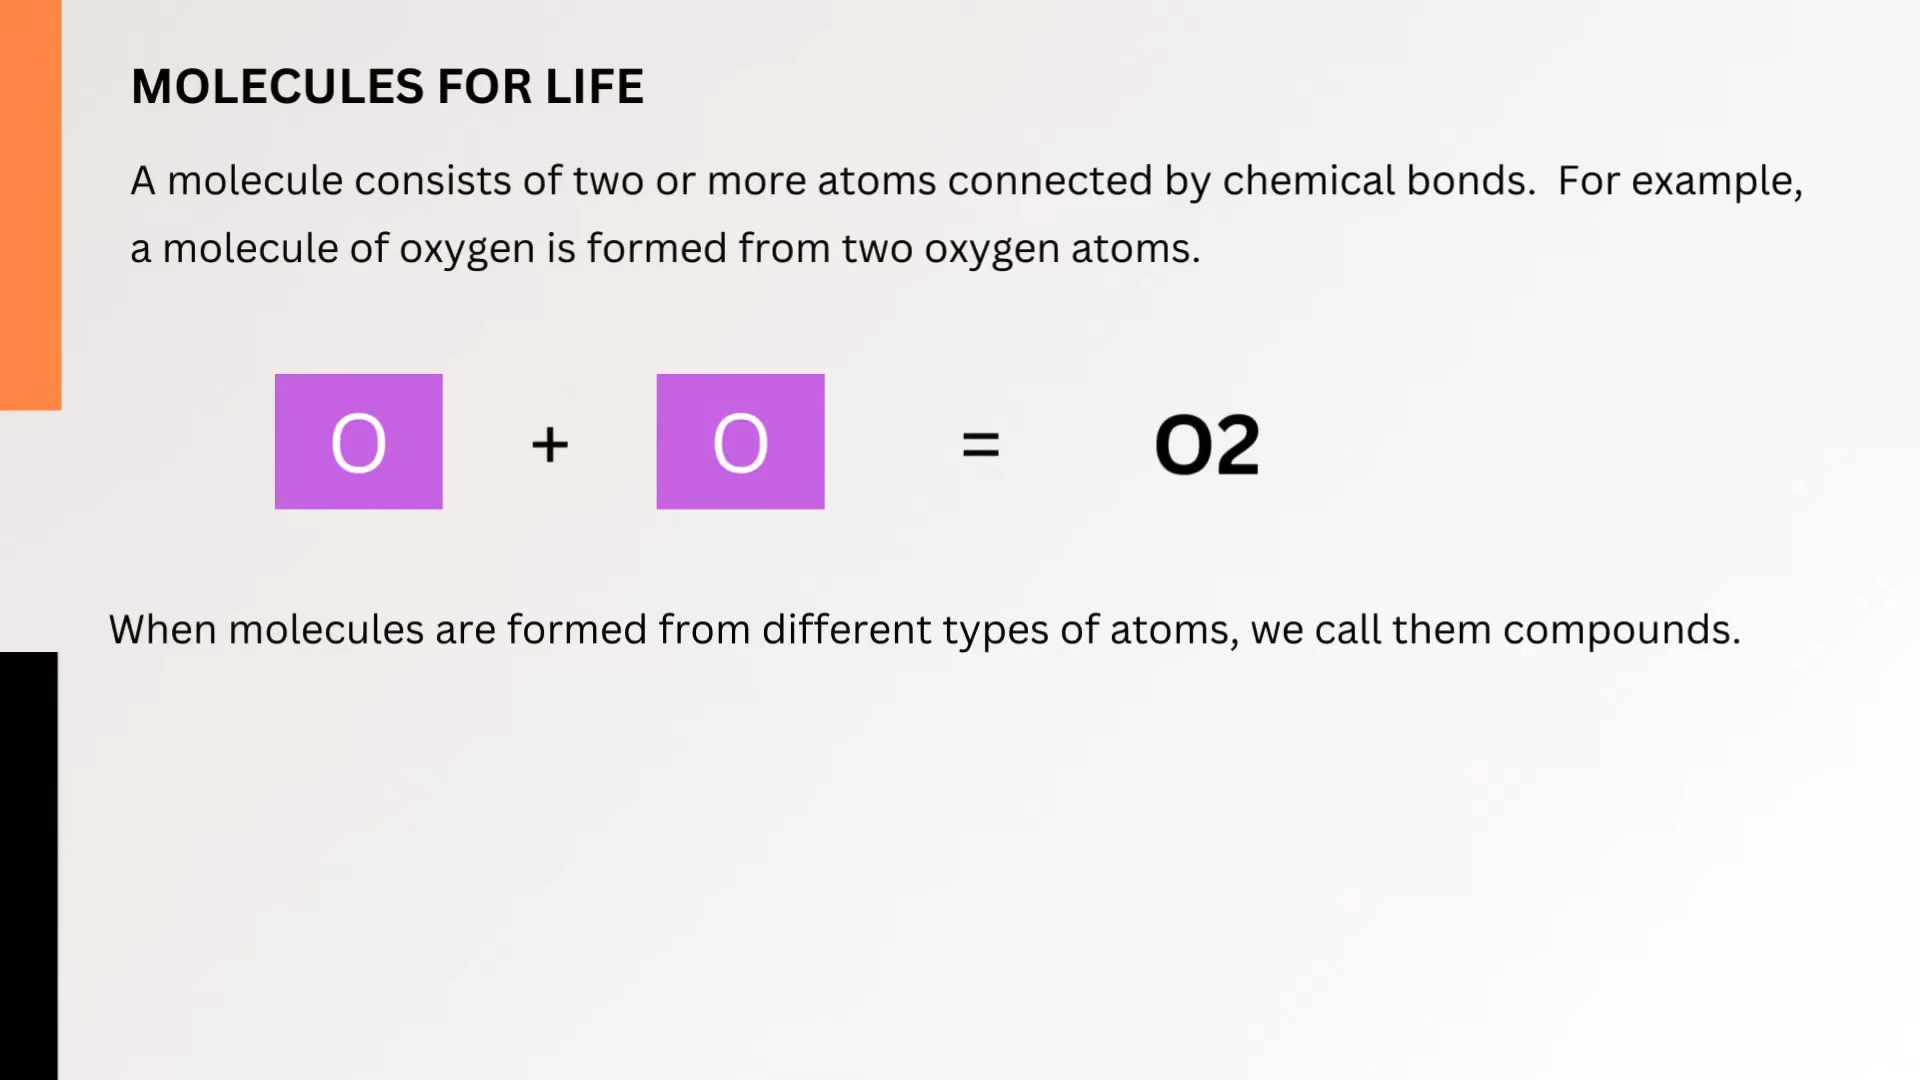 MOLECULES FOR LIFE
A molecule consists of two or more atoms connected by chemical bonds.  For example,
a molecule of oxygen is formed from two oxygen atoms.
O + O = O2
When molecules are formed from different types of atoms, we call them compounds.